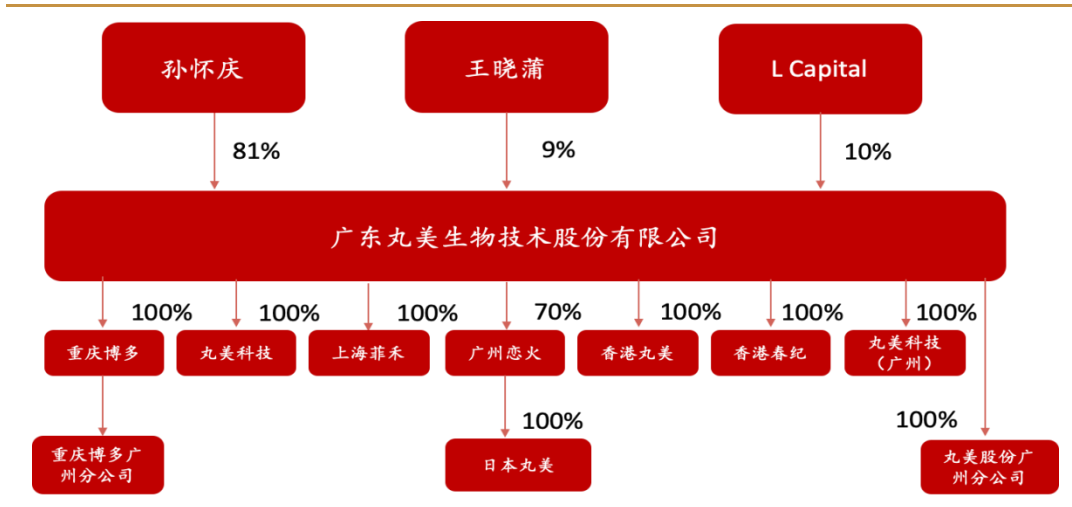 孙怀庆
王晓蒲
L Capital
81%
9%
10%
广东丸美生物技术股份有限公司
100%
100%
100%
70%
100%
100%
100%
重庆博多
丸美科技
上海菲禾
广州恋火
香港丸美
香港春纪
丸美科技
（广州）
100%
100%
重庆博多广
州分公司
日本丸美
丸美股份广
州分公司